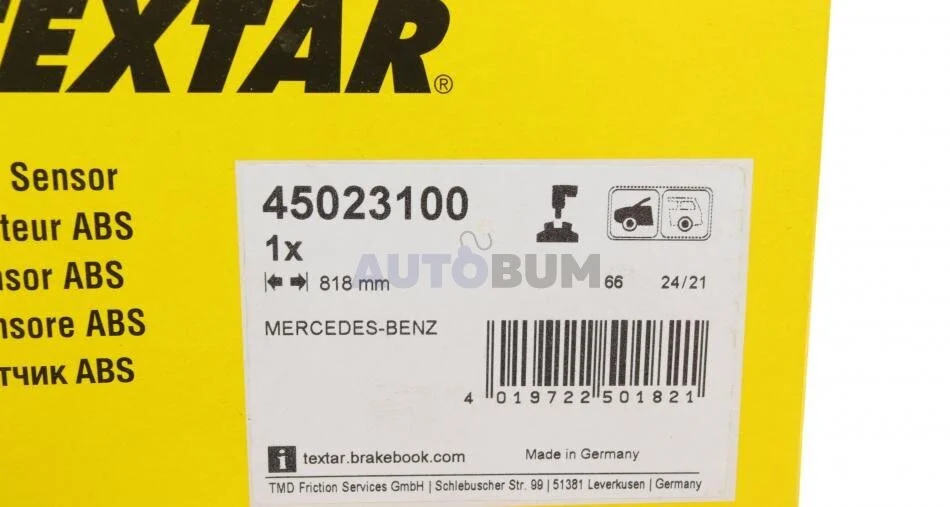 TEXTAR®
Sensor
teur ABS
nsor ABS
nsore ABS
тчик ABS
45023100
1x
818 mm
66
24/21
AUTOBUM
MERCEDES-BENZ
4 019722 501821
i textar.brakebook.com
Made in Germany
TMD Friction Services GmbH | Schlebuscher Str. 99 | 51381 Leverkusen | Germany